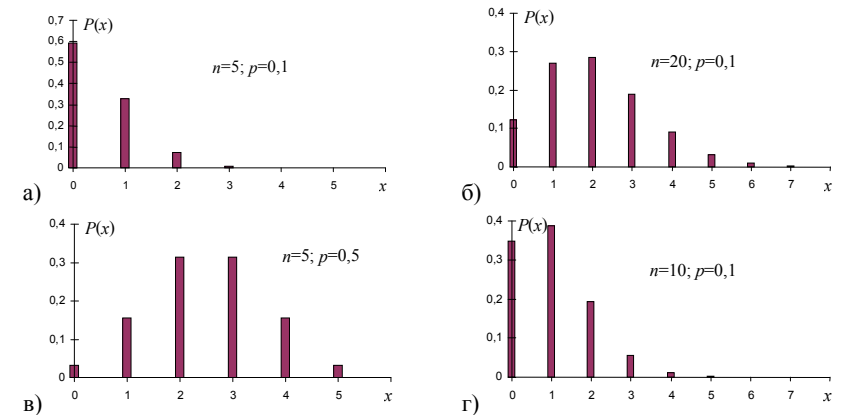 0,7
P(x)
0,6
0,5
n=5; p=0,1
0,4
0,3
0,2
0,1
0
0 1 2 3 4 5 x
а)
0,4
P(x)
0,3
n=20; p=0,1
0,2
0,1
0
0 1 2 3 4 5 6 7 x
б)
0,4
P(x)
n=5; p=0,5
0,3
0,2
0,1
0
0 1 2 3 4 5 x
в)
0,4
P(x)
0,3
n=10; p=0,1
0,2
0,1
0
0 1 2 3 4 5 6 7 x
г)